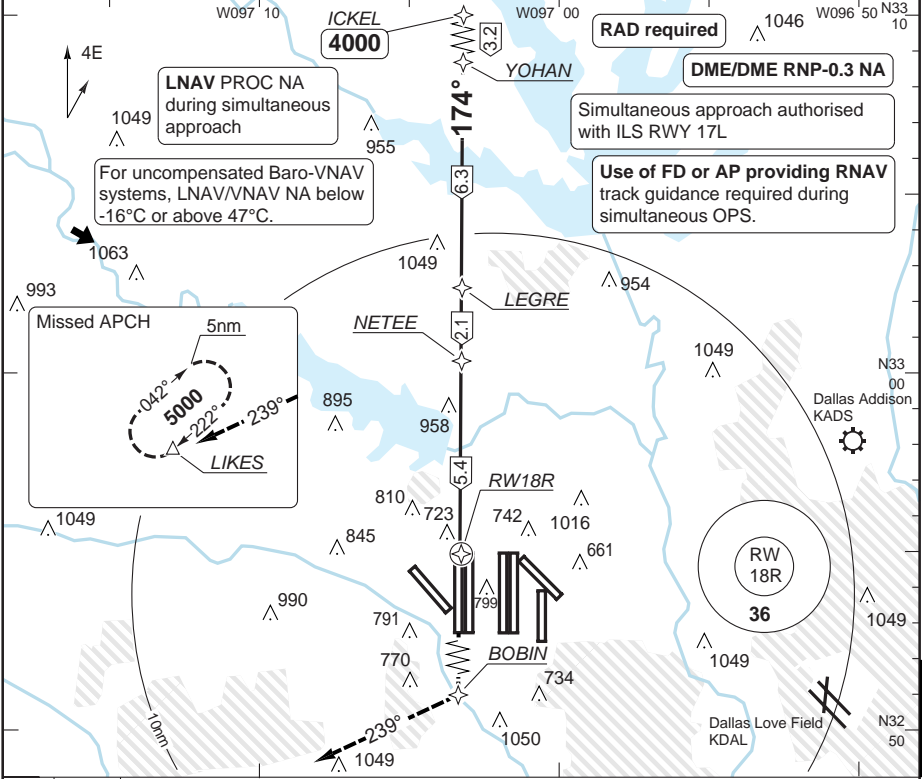 W097 10
W097 00
W096 50
N33
10
ICKEL
4000
3.2
YOHAN
RAD required
1046
DME/DME RNP-0.3 NA
4E
LNAV PROC NA
during simultaneous
approach
1049
955
174°
Simultaneous approach authorised
with ILS RWY 17L
For uncompensated Baro-VNAV
systems, LNAV/VNAV NA below
-16°C or above 47°C.
6.3
Use of FD or AP providing RNAV
track guidance required during
simultaneous OPS.
1063
1049
993
954
LEGRE
Missed APCH
5nm
NETEE
2.1
1049
N33
00
042°
5000
222°
239°
LIKES
895
958
Dallas Addison
KADS
5.4
RW18R
810
723
742
1016
1049
845
661
RW
18R
36
799
990
791
1049
1049
770
BOBIN
734
10nm
239°
1050
1049
Dallas Love Field
KDAL
N32
50